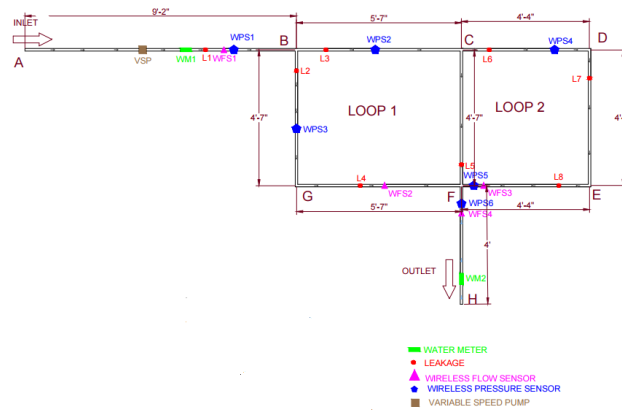 9'-2"
5'-7"
4'-4"
INLET
WPS1
B
WPS2
C
WPS4
D
A
VSP
WM1
L1
WFS1
L3
L6
L2
L7
4'-7"
WPS3
LOOP 1
4'-7"
LOOP 2
L4
WFS2
L5
WPS5
WFS3
L8
G
F
WPS6
E
WFS4
5'-7"
4'-4"
4'
OUTLET
WM2
H
WATER METER
LEAKAGE
WIRELESS FLOW SENSOR
WIRELESS PRESSURE SENSOR
VARIABLE SPEED PUMP